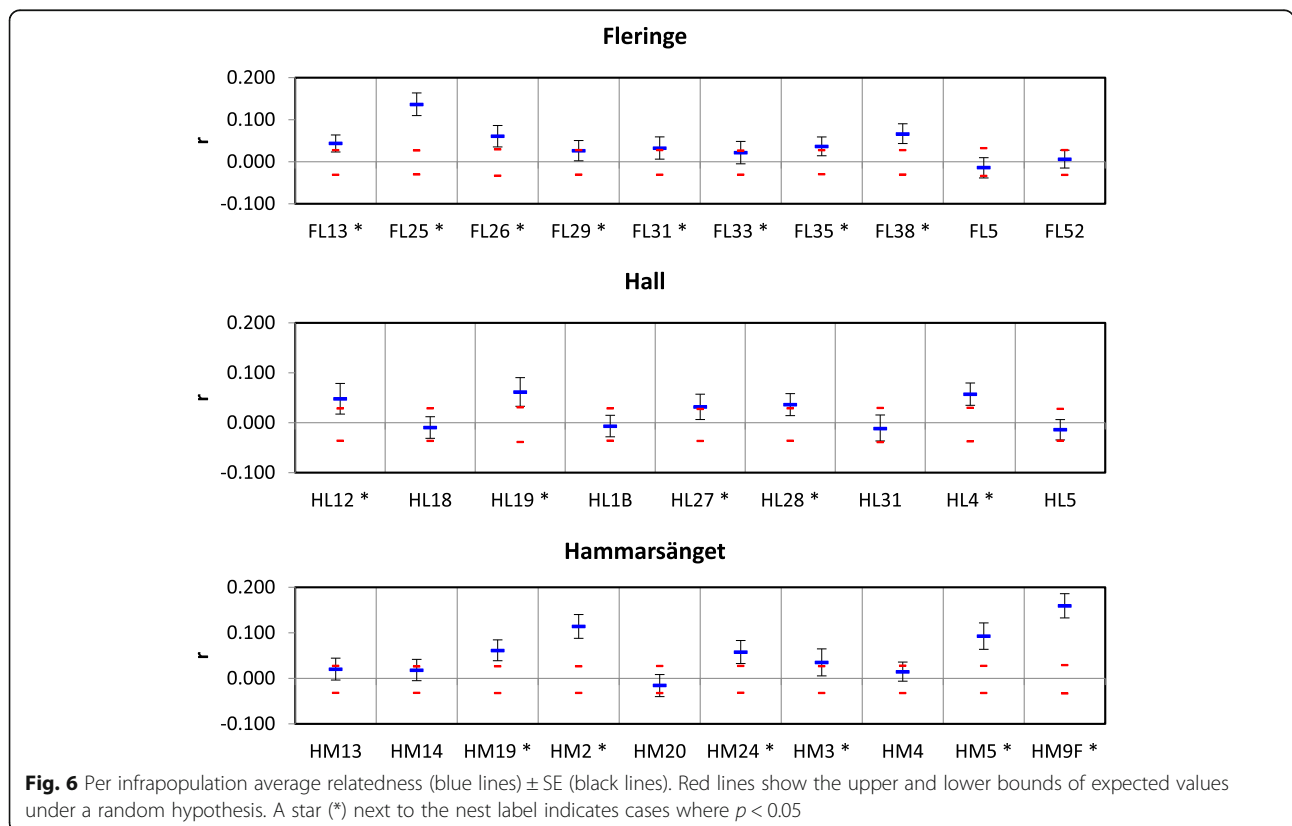 Fleringe
0.200
0.100
r
0.000
-0.100
FL13 * FL25 * FL26 * FL29 * FL31 * FL33 * FL35 * FL38 * FL5 FL52
Hall
0.200
0.100
r
0.000
-0.100
HL12 * HL18 HL19 * HL1B HL27 * HL28 * HL31 HL4 * HL5
Hammarsänget
0.200
0.100
r
0.000
-0.100
HM13 HM14 HM19 * HM2 * HM20 HM24 * HM3 * HM4 HM5 * HM9F *
Fig. 6 Per infrapopulation average relatedness (blue lines) ± SE (black lines). Red lines show the upper and lower bounds of expected values
under a random hypothesis. A star (*) next to the nest label indicates cases where p < 0.05